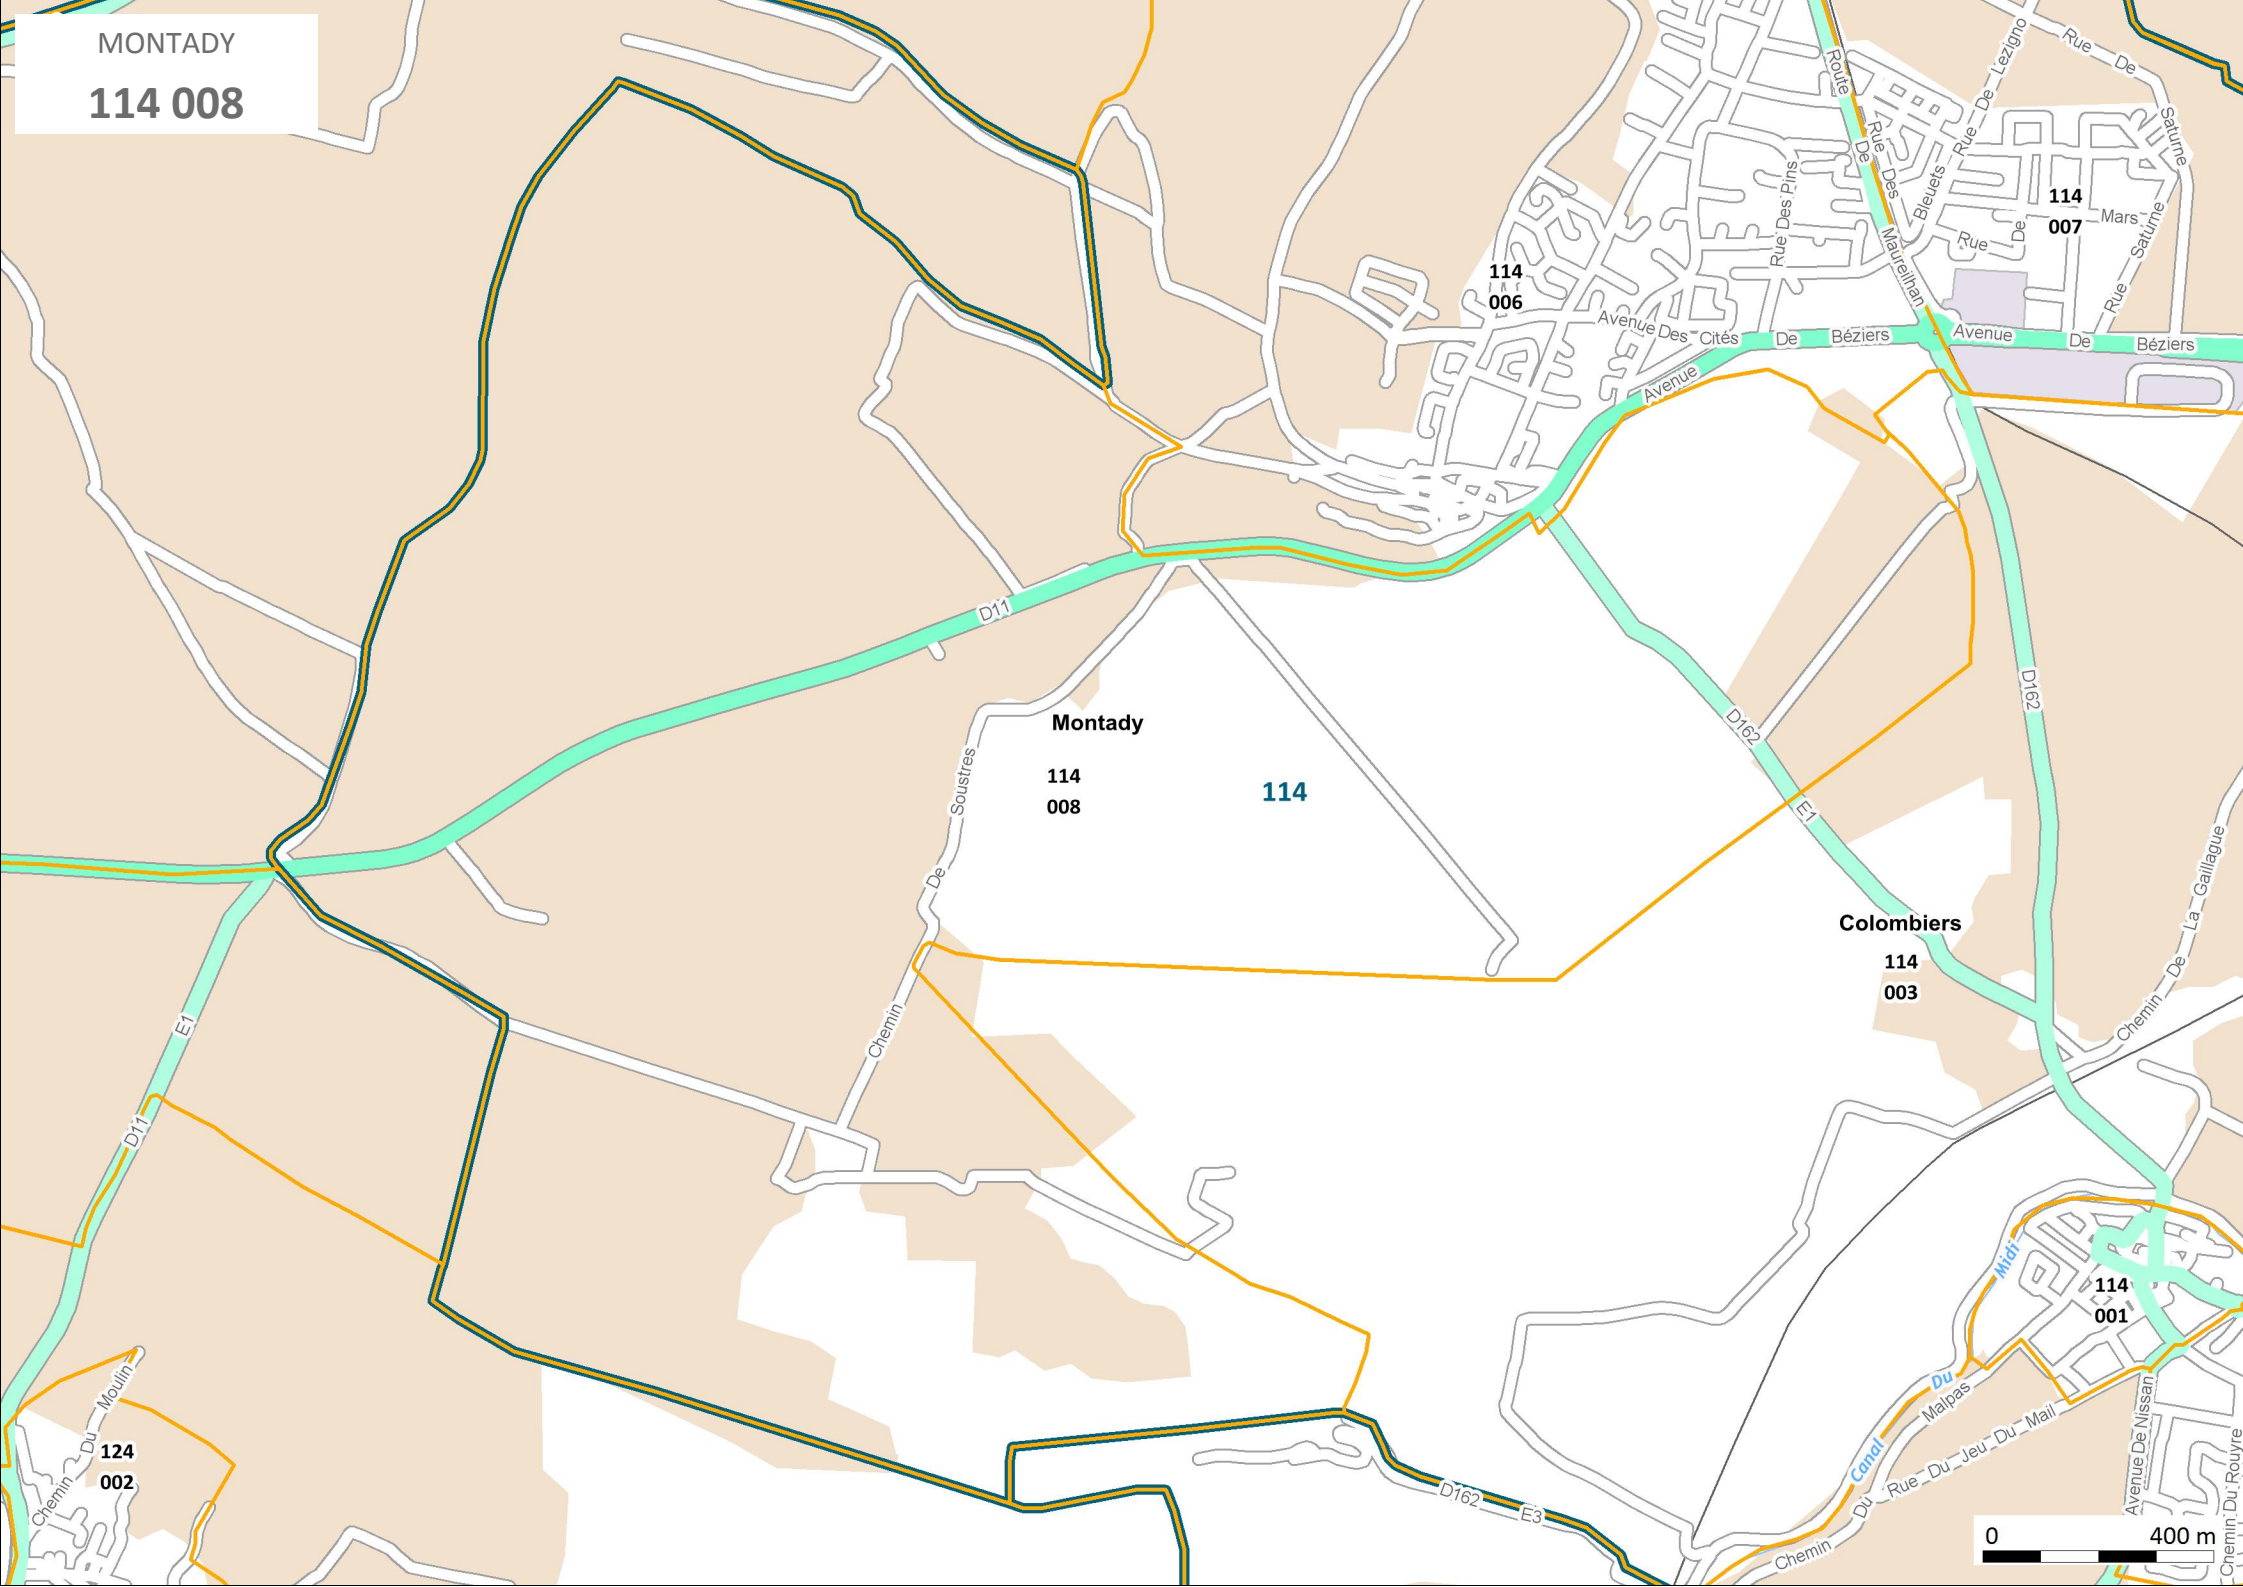 MONTADY
114 008
Rue De Lezigno
Rue De
Saturne
Route De Maureilhan
Rue Des Bleuets
Rue Des Pins
114
007
Mars
Rue De
Rue Saturne
114
006
Avenue Des Cités
Avenue De Béziers
Avenue De Béziers
D11
D162
D162
E1
Montady
114
008
114
Chemin De Soustres
Colombiers
114
003
Chemin De La Gaillague
E1
D11
Chemin Du Moulin
124
002
114
001
Canal Du Midi
Chemin Du Malpas
Rue Du Jeu Du Mail
Avenue De Nissan
Chemin Du Rouyre
D162
E3
0 400 m